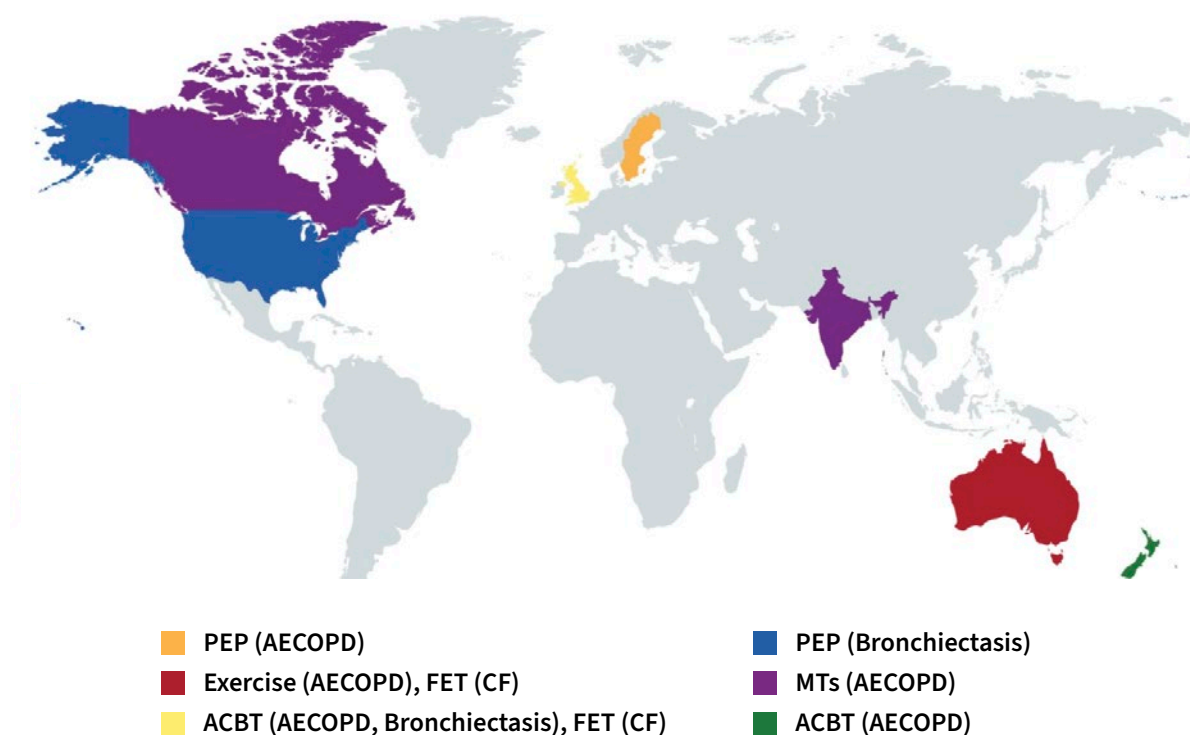 PEP (AECOPD)
Exercise (AECOPD), FET (CF)
ACBT (AECOPD, Bronchiectasis), FET (CF)
PEP (Bronchiectasis)
MTs (AECOPD)
ACBT (AECOPD)